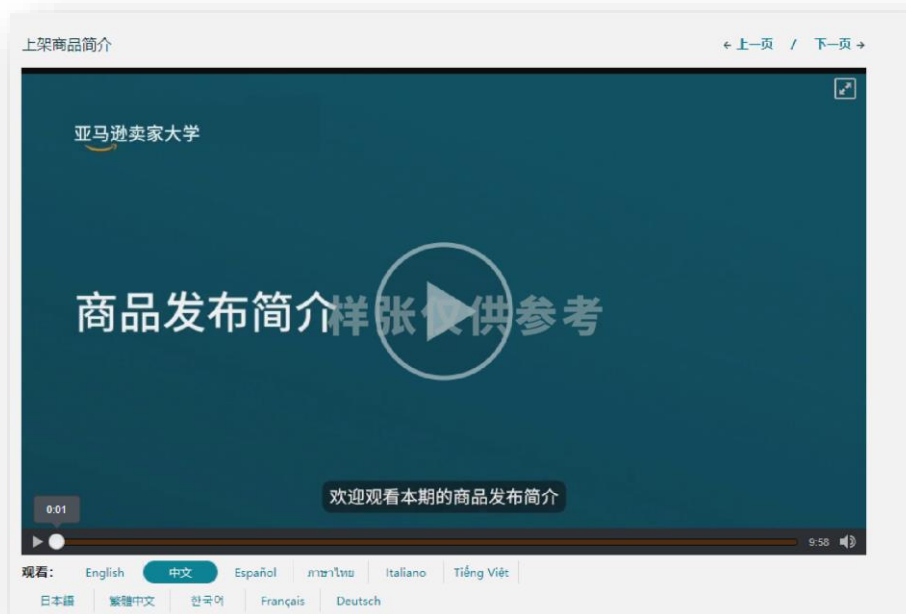 上架商品简介
← 上一页 / 下一页 →
亚马逊卖家大学
商品发布简介
样张仅供参考
欢迎观看本期的商品发布简介
0:01
9:58
观看: English 中文 Español ภาษาไทย Italiano Tiếng Việt
日本語 繁體中文 한국어 Français Deutsch